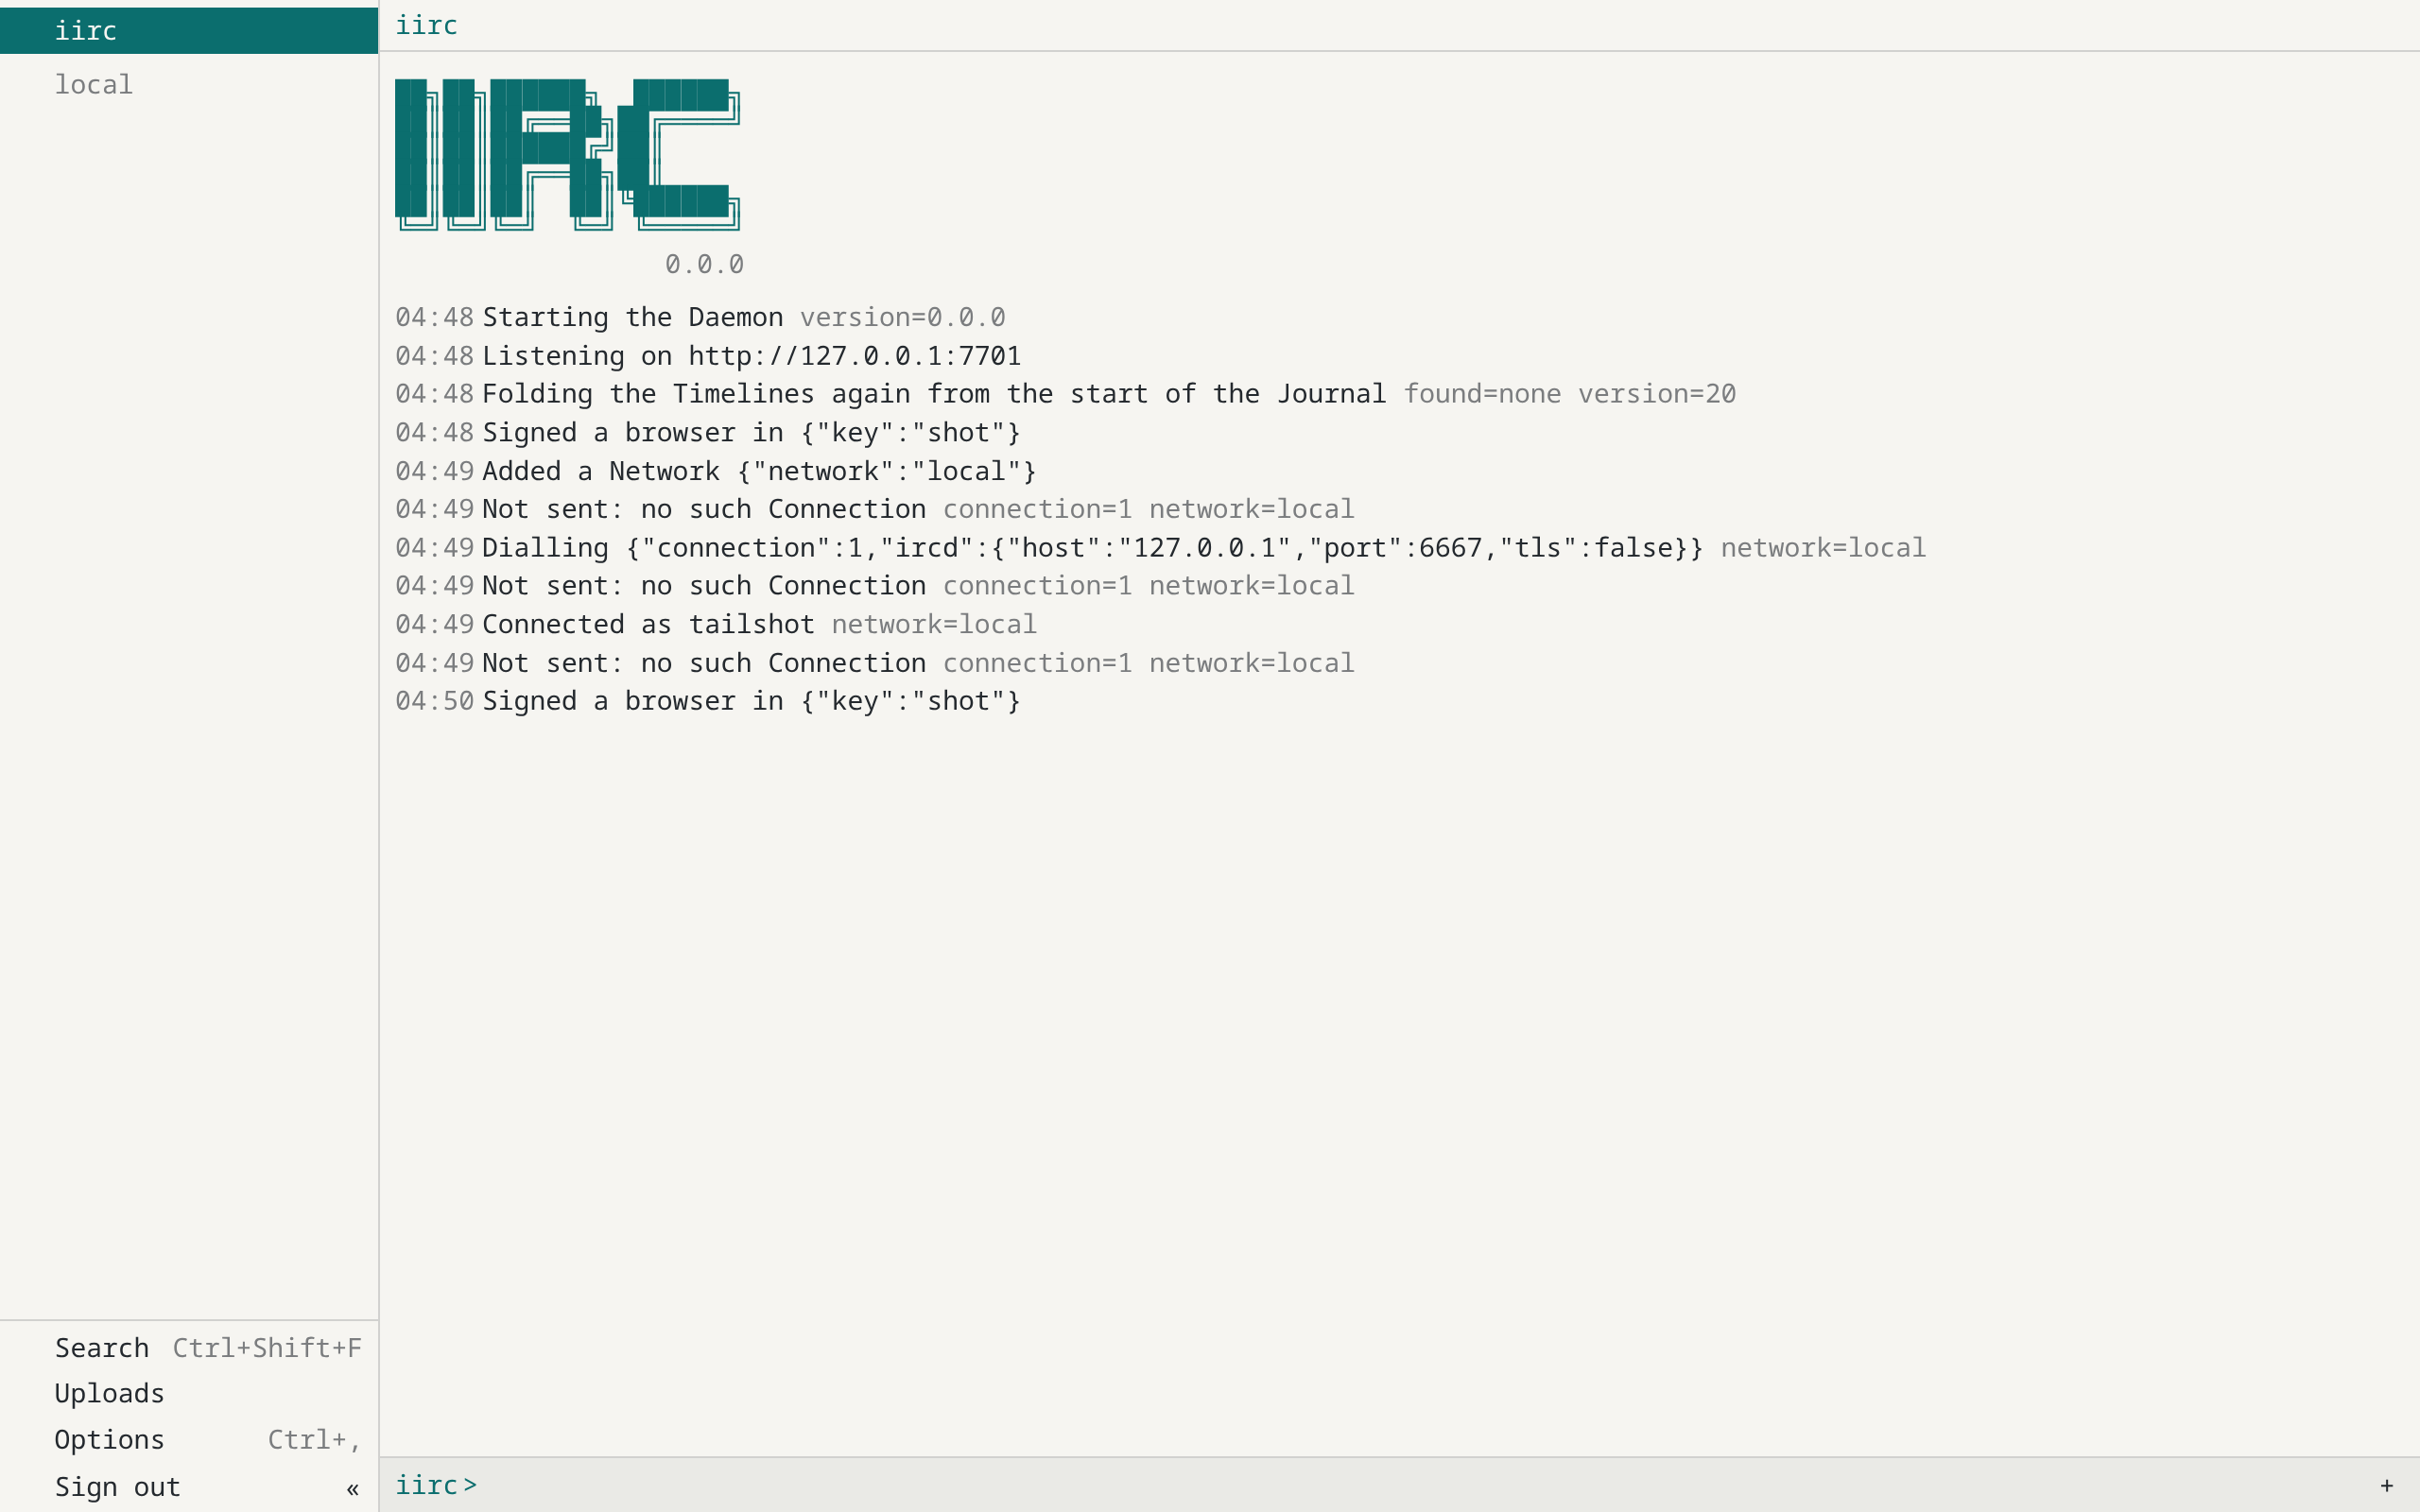 iirc
local
iirc
IIRC
0.0.0
04:48 Starting the Daemon version=0.0.0
04:48 Listening on http://127.0.0.1:7701
04:48 Folding the Timelines again from the start of the Journal found=none version=20
04:48 Signed a browser in {"key":"shot"}
04:49 Added a Network {"network":"local"}
04:49 Not sent: no such Connection connection=1 network=local
04:49 Dialling {"connection":1,"ircd":{"host":"127.0.0.1","port":6667,"tls":false}} network=local
04:49 Not sent: no such Connection connection=1 network=local
04:49 Connected as tailshot network=local
04:49 Not sent: no such Connection connection=1 network=local
04:50 Signed a browser in {"key":"shot"}
Search Ctrl+Shift+F
Uploads
Options Ctrl+,
Sign out «
iirc> +